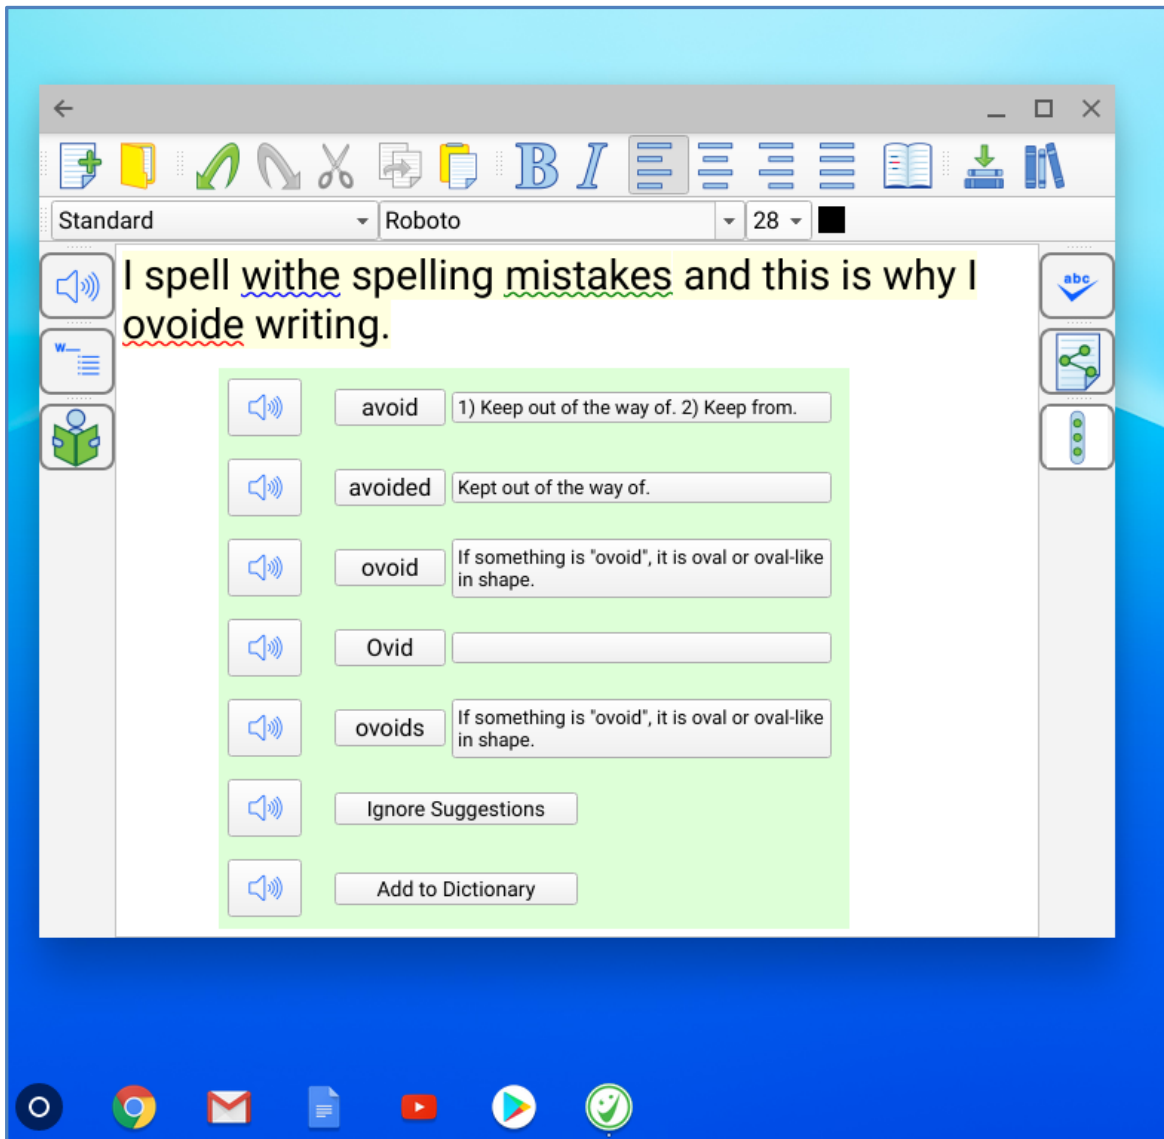 B I
Standard Roboto 28
I spell withe spelling mistakes and this is why I
ovoide writing.
abc
W
avoid 1) Keep out of the way of. 2) Keep from.
avoided Kept out of the way of.
ovoid If something is "ovoid", it is oval or oval-like
in shape.
Ovid
ovoids If something is "ovoid", it is oval or oval-like
in shape.
Ignore Suggestions
Add to Dictionary